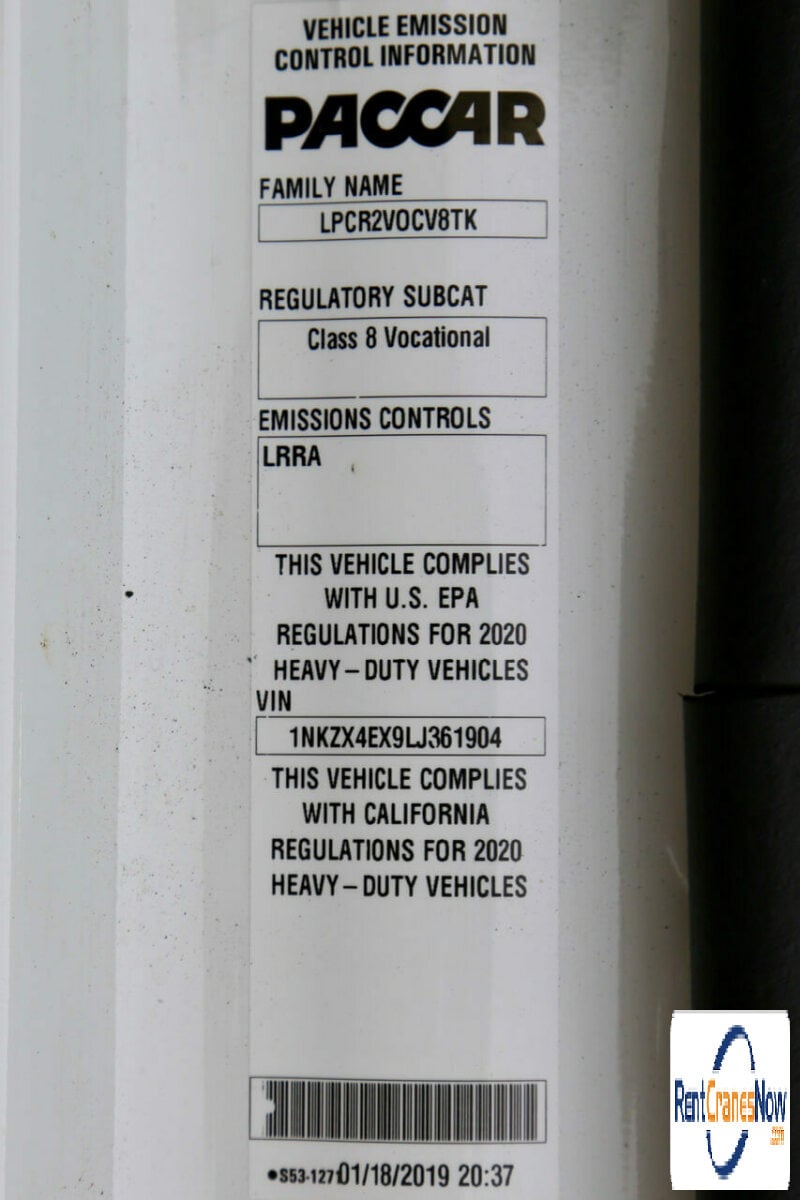 VEHICLE EMISSION
CONTROL INFORMATION
PACCAR
FAMILY NAME
LPCR2VOCV8TK
REGULATORY SUBCAT
Class 8 Vocational
EMISSIONS CONTROLS
LRRA
THIS VEHICLE COMPLIES
WITH U.S. EPA
REGULATIONS FOR 2020
HEAVY-DUTY VEHICLES
VIN
1NKZX4EX9LJ361904
THIS VEHICLE COMPLIES
WITH CALIFORNIA
REGULATIONS FOR 2020
HEAVY-DUTY VEHICLES
•S53-127 01/18/2019 20:37
RentCranesNow
.com